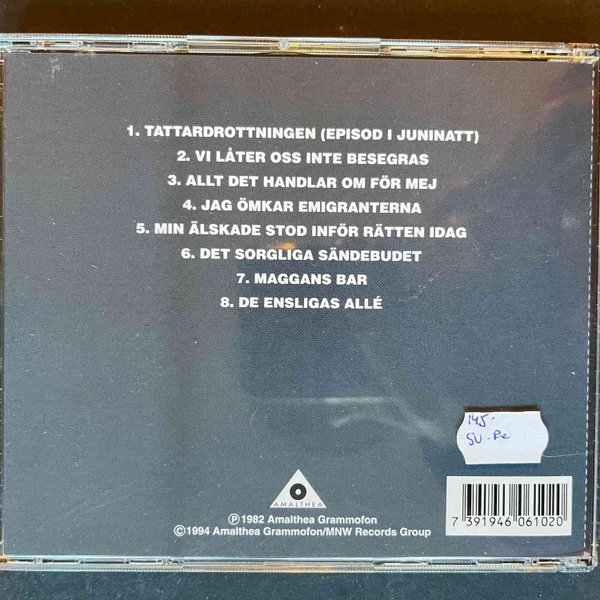 1. TATTARDROTTNINGEN (EPISOD I JUNINATT)
2. VI LÅTER OSS INTE BESEGRAS
3. ALLT DET HANDLAR OM FÖR MEJ
4. JAG ÖMKAR EMIGRANTERNA
5. MIN ÄLSKADE STOD INFÖR RÄTTEN IDAG
6. DET SORGLIGA SÄNDEBUDET
7. MAGGANS BAR
8. DE ENSLIGAS ALLÉ
145-
SU-Re
AMALTHEA
Ⓟ1982 Amalthea Grammofon
©1994 Amalthea Grammofon/MNW Records Group
7 391946 061020